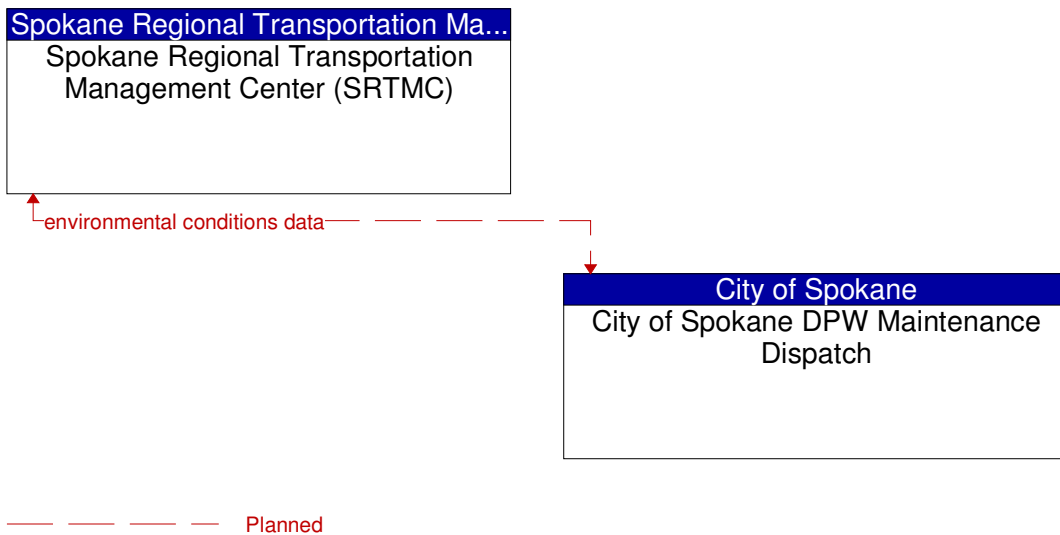 Spokane Regional Transportation Ma...
Spokane Regional Transportation
Management Center (SRTMC)
environmental conditions data
City of Spokane
City of Spokane DPW Maintenance
Dispatch
Planned